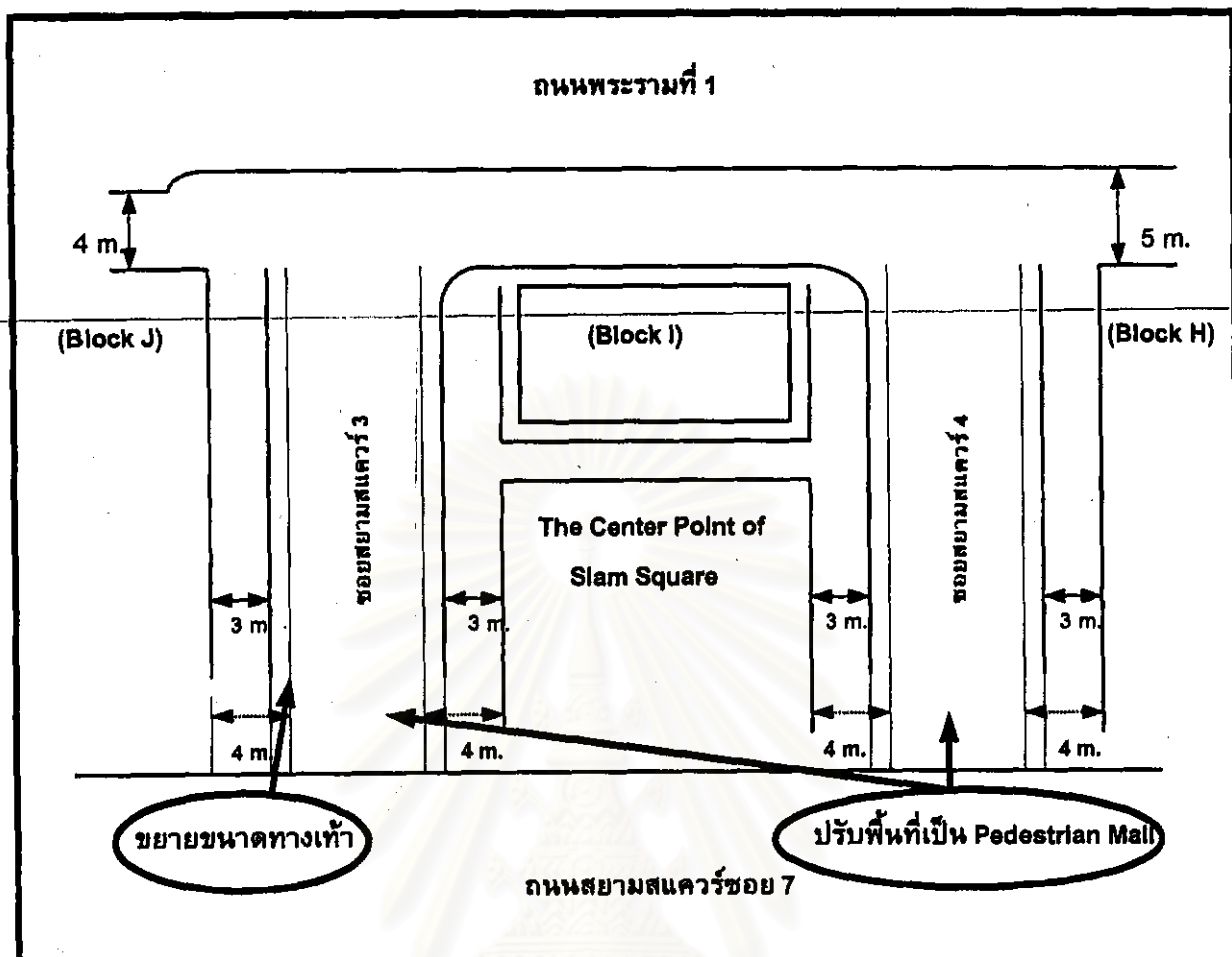 ถนนพระรามที่ 1
4 m.
5 m.
(Block J)
(Block I)
(Block H)
ซอยสยามสแควร์ 3
ซอยสยามสแควร์ 4
The Center Point of
Siam Square
3 m
3 m.
3 m.
3 m.
4 m.
4 m.
4 m.
4 m.
ขยายขนาดทางเท้า
ปรับพื้นที่เป็น Pedestrian Mall
ถนนสยามสแควร์ซอย 7